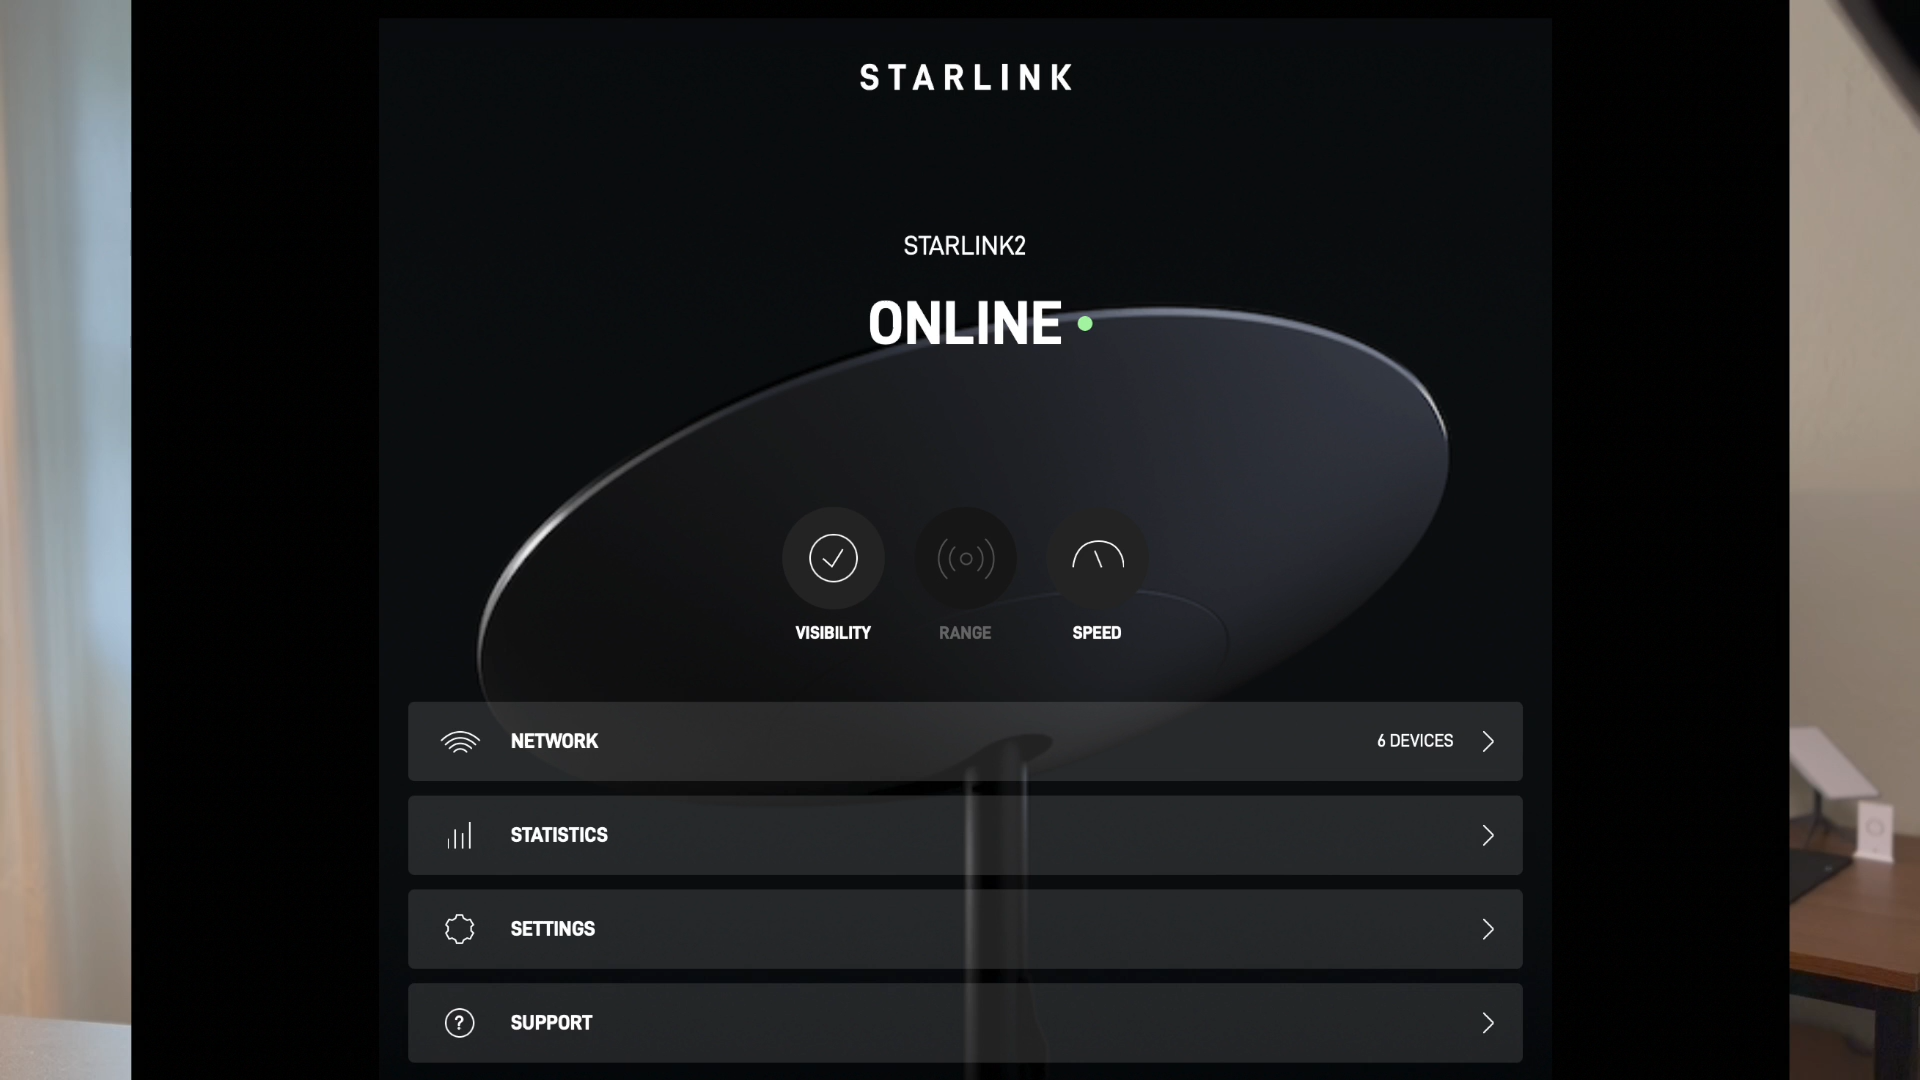 STARLINK
STARLINK2
ONLINE
VISIBILITY
RANGE
SPEED
NETWORK
6 DEVICES
STATISTICS
SETTINGS
SUPPORT